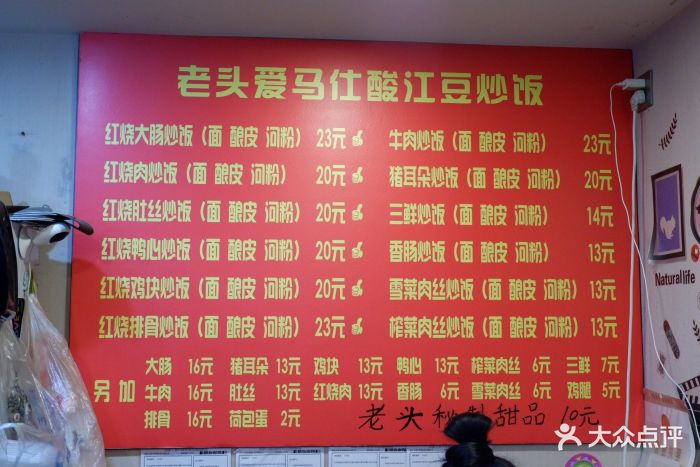 老头爱马仕酸江豆炒饭
红烧大肠炒饭（面 酿皮 河粉） 23元
牛肉炒饭（面 酿皮 河粉） 23元
红烧肉炒饭（面 酿皮 河粉） 20元
猪耳朵炒饭（面 酿皮 河粉） 20元
红烧肚丝炒饭（面 酿皮 河粉） 20元
三鲜炒饭（面 酿皮 河粉） 14元
红烧鸭心炒饭（面 酿皮 河粉） 20元
香肠炒饭（面 酿皮 河粉） 13元
红烧鸡块炒饭（面 酿皮 河粉） 20元
雪菜肉丝炒饭（面 酿皮 河粉） 13元
红烧排骨炒饭（面 酿皮 河粉） 23元
榨菜肉丝炒饭（面 酿皮 河粉） 13元
另加
大肠 16元 猪耳朵 13元 鸡块 13元 鸭心 13元 榨菜肉丝 6元 三鲜 7元
牛肉 16元 肚丝 13元 红烧肉 13元 香肠 6元 雪菜肉丝 6元 鸡腿 5元
排骨 16元 荷包蛋 2元
老头秘制甜品 10元
Naturallife
大众点评